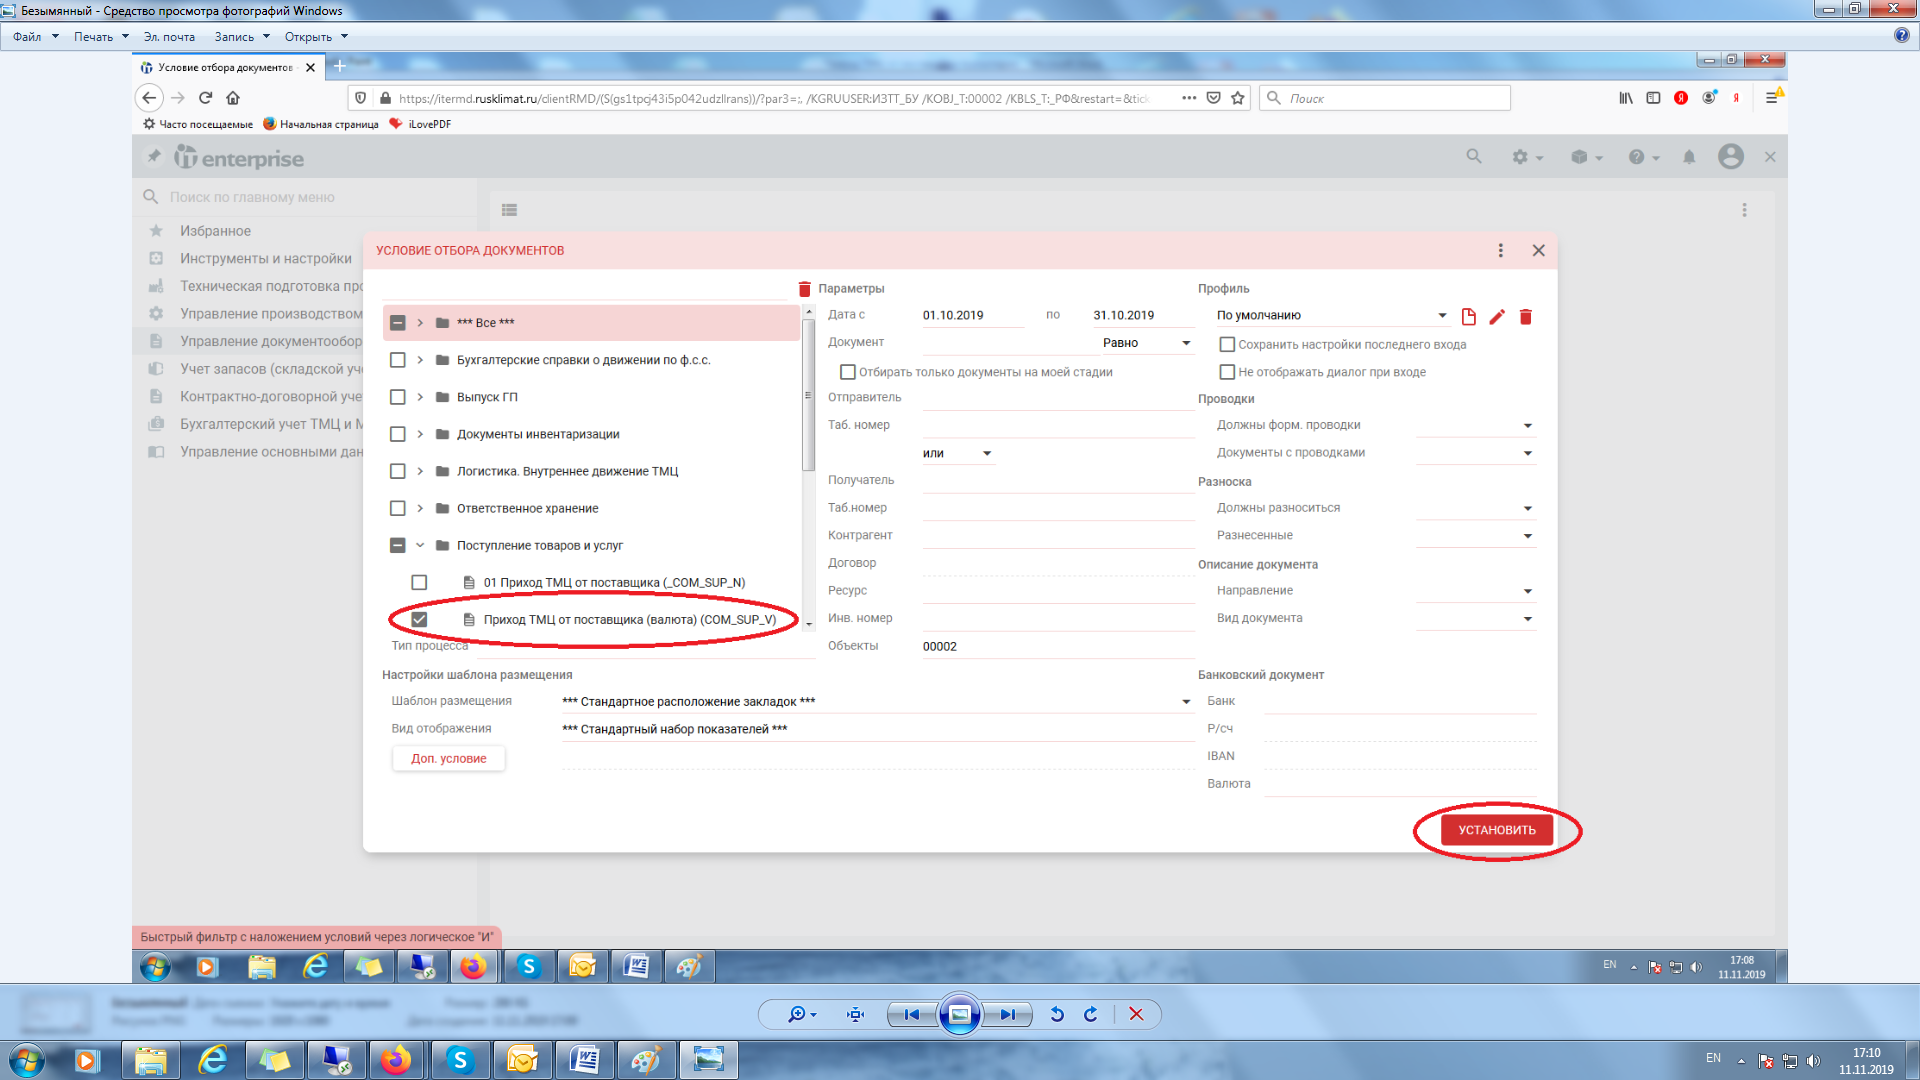 Безымянный - Средство просмотра фотографий Windows
Файл Печать Эл. почта Запись Открыть
Условие отбора документов
https://itermd.rusklimat.ru/clientRMD/(S(gs1tpcj43i5p042udzllrans))/?par3=;, /KGRUUSER:ИЗТТ_БУ /KOBJ_T:00002 /KBLS_T:_РФ&restart=&tick
Поиск
Часто посещаемые Начальная страница iLovePDF
it enterprise
Поиск по главному меню
Избранное
Инструменты и настройки
Техническая подготовка про
Управление производством
Управление документообор
Учет запасов (складской уче
Контрактно-договорной учет
Бухгалтерский учет ТМЦ и М
Управление основными дан
УСЛОВИЕ ОТБОРА ДОКУМЕНТОВ
*** Все ***
Бухгалтерские справки о движении по ф.с.с.
Выпуск ГП
Документы инвентаризации
Логистика. Внутреннее движение ТМЦ
Ответственное хранение
Поступление товаров и услуг
01 Приход ТМЦ от поставщика (_COM_SUP_N)
Приход ТМЦ от поставщика (валюта) (COM_SUP_V)
Тип процесса
Параметры
Дата с 01.10.2019 по 31.10.2019
Документ Равно
Отбирать только документы на моей стадии
Отправитель
Таб. номер
или
Получатель
Таб.номер
Контрагент
Договор
Ресурс
Инв. номер
Объекты 00002
Профиль
По умолчанию
Сохранить настройки последнего входа
Не отображать диалог при входе
Проводки
Должны форм. проводки
Документы с проводками
Разноска
Должны разноситься
Разнесенные
Описание документа
Направление
Вид документа
Настройки шаблона размещения
Шаблон размещения *** Стандартное расположение закладок ***
Вид отображения *** Стандартный набор показателей ***
Доп. условие
Банковский документ
Банк
Р/сч
IBAN
Валюта
УСТАНОВИТЬ
Быстрый фильтр с наложением условий через логическое "И"
EN
17:08
11.11.2019
EN
17:10
11.11.2019